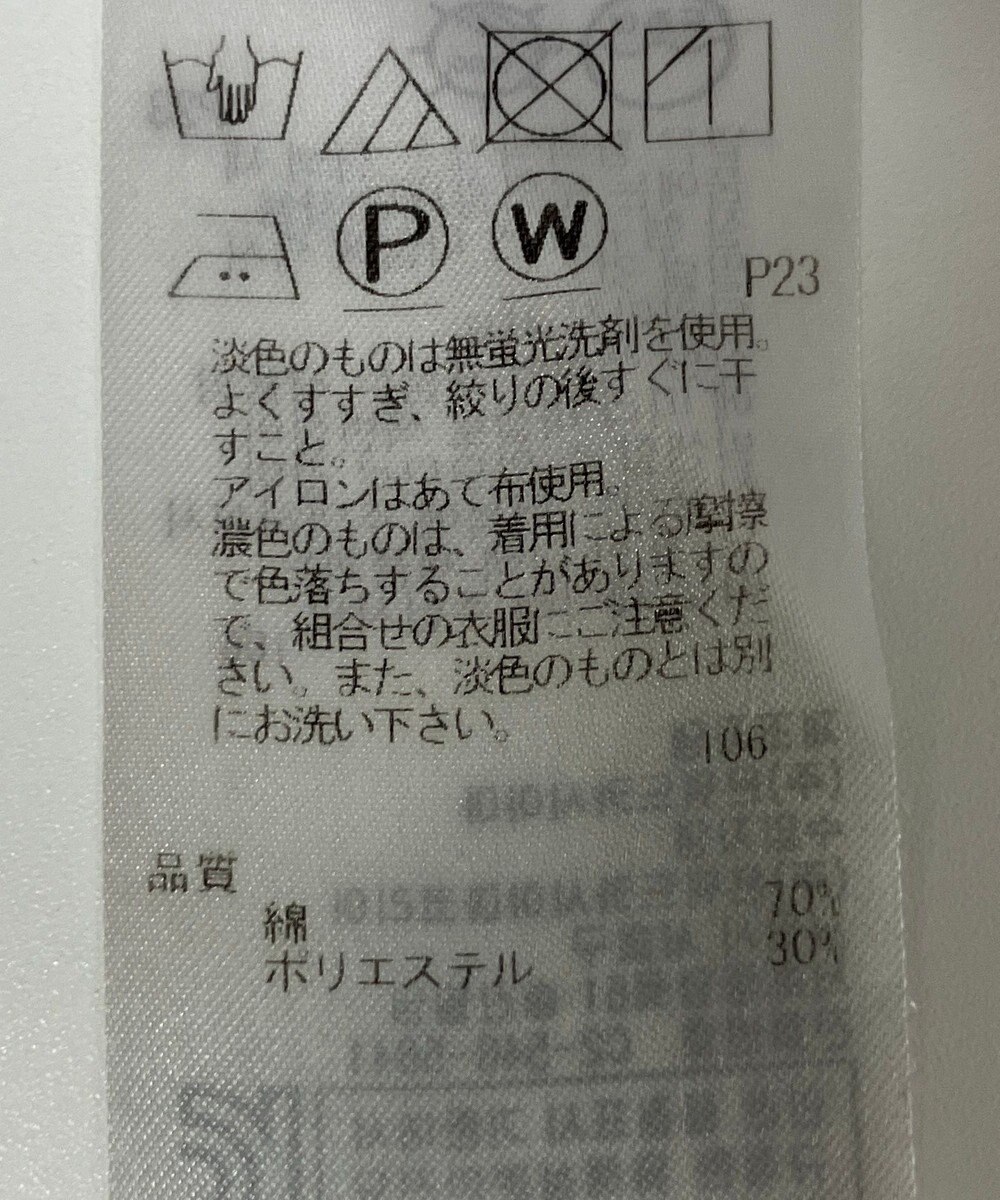 P
W
P23
淡色のものは無蛍光洗剤を使用。
よくすすぎ、絞りの後すぐに干
すこと。
アイロンはあて布使用。
濃色のものは、着用による摩擦
で色落ちすることがありますの
で、組合せの衣服にご注意くだ
さい。また、淡色のものとは別
にお洗い下さい。
106
品質
綿 70%
ポリエステル 30%